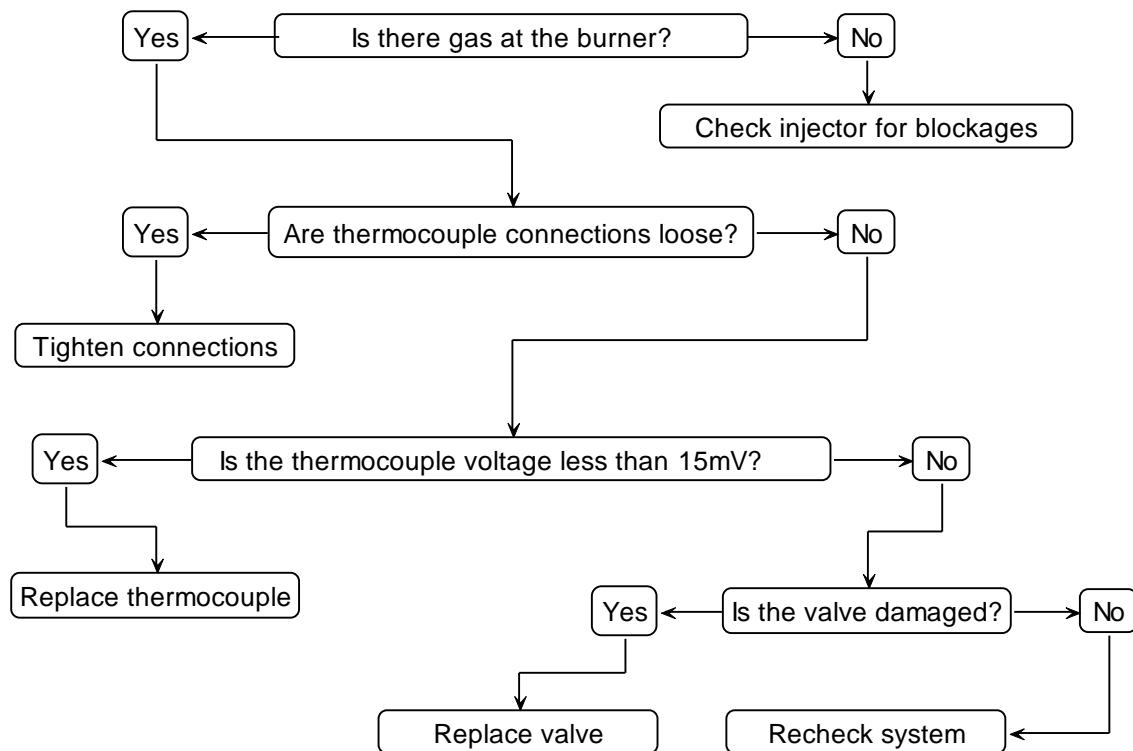 Yes
Is there gas at the burner?
No
Check injector for blockages
Yes
Are thermocouple connections loose?
No
Tighten connections
Yes
Is the thermocouple voltage less than 15mV?
No
Replace thermocouple
Yes
Is the valve damaged?
No
Replace valve
Recheck system